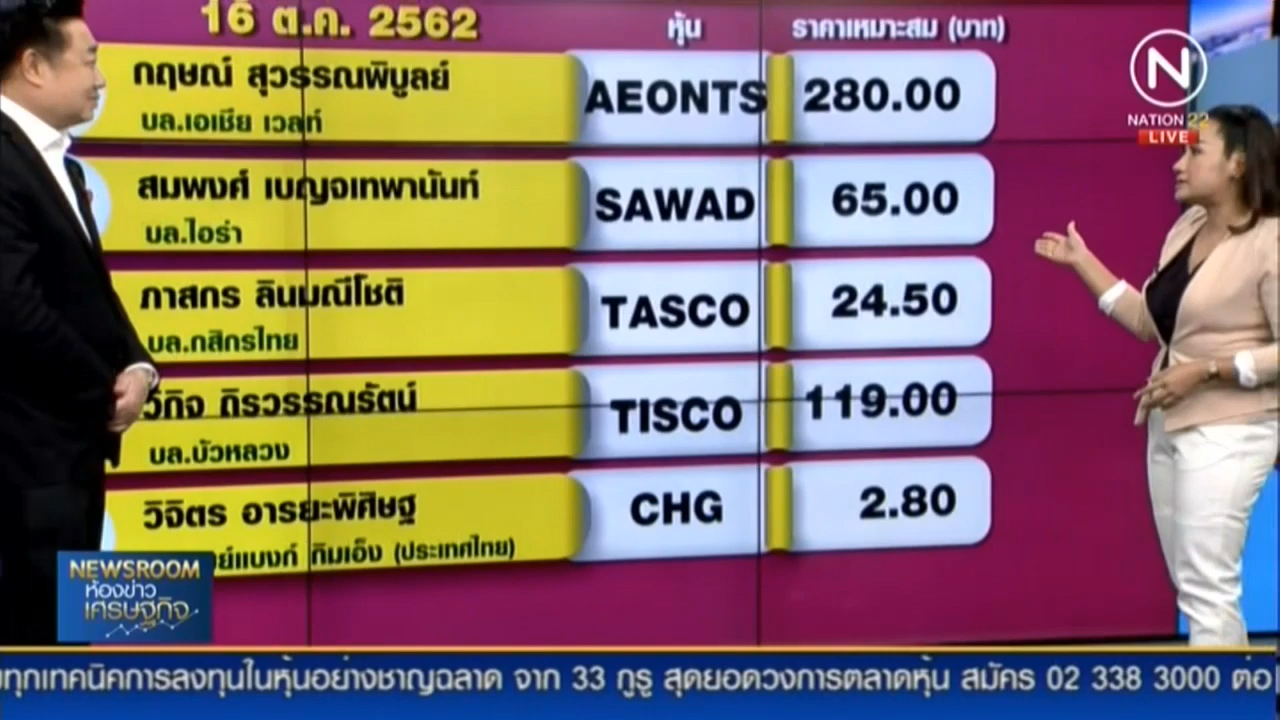 16 ต.ค. 2562 หุ้น ราคาเหมาะสม (บาท)
กฤษณ์ สุวรรณพิบูลย์ AEONTS 280.00
บล.เอเชีย เวลท์
สมพงศ์ เบญจเทพานันท์ SAWAD 65.00
บล.ไอร่า
ภาสกร ลินมณีโชติ TASCO 24.50
บล.กสิกรไทย
วิกิจ ถิรวรรณรัตน์ TISCO 119.00
บล.บัวหลวง
วิจิตร อารยะพิศิษฐ CHG 2.80
กิมเอ็ง (ประเทศไทย)
N
NATION 22
LIVE
NEWSROOM
ห้องข่าว
เศรษฐกิจ
ทุกเทคนิคการลงทุนในหุ้นอย่างชาญฉลาด จาก 33 กูรู สุดยอดวงการตลาดหุ้น สมัคร 02 338 3000 ต่อ